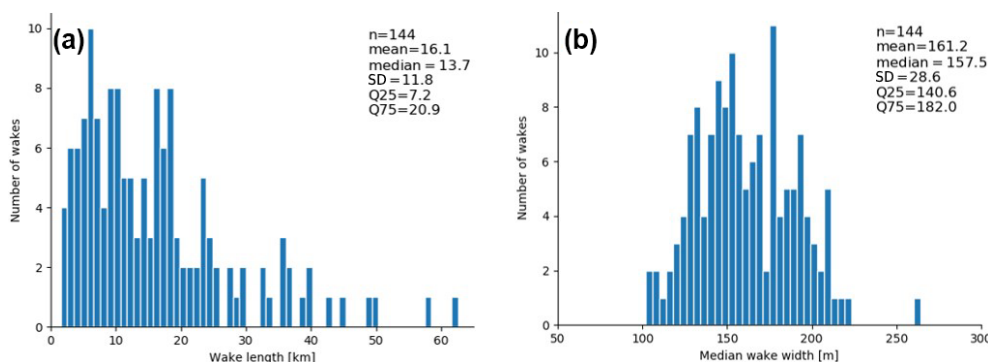 (a)
n=144
mean=16.1
median = 13.7
SD = 11.8
Q25=7.2
Q75=20.9
Number of wakes
10
8
6
4
2
0
0 10 20 30 40 50 60
Wake length [km]
(b)
n=144
mean=161.2
median = 157.5
SD = 28.6
Q25=140.6
Q75=182.0
Number of wakes
10
8
6
4
2
0
50 100 150 200 250 300
Median wake width [m]